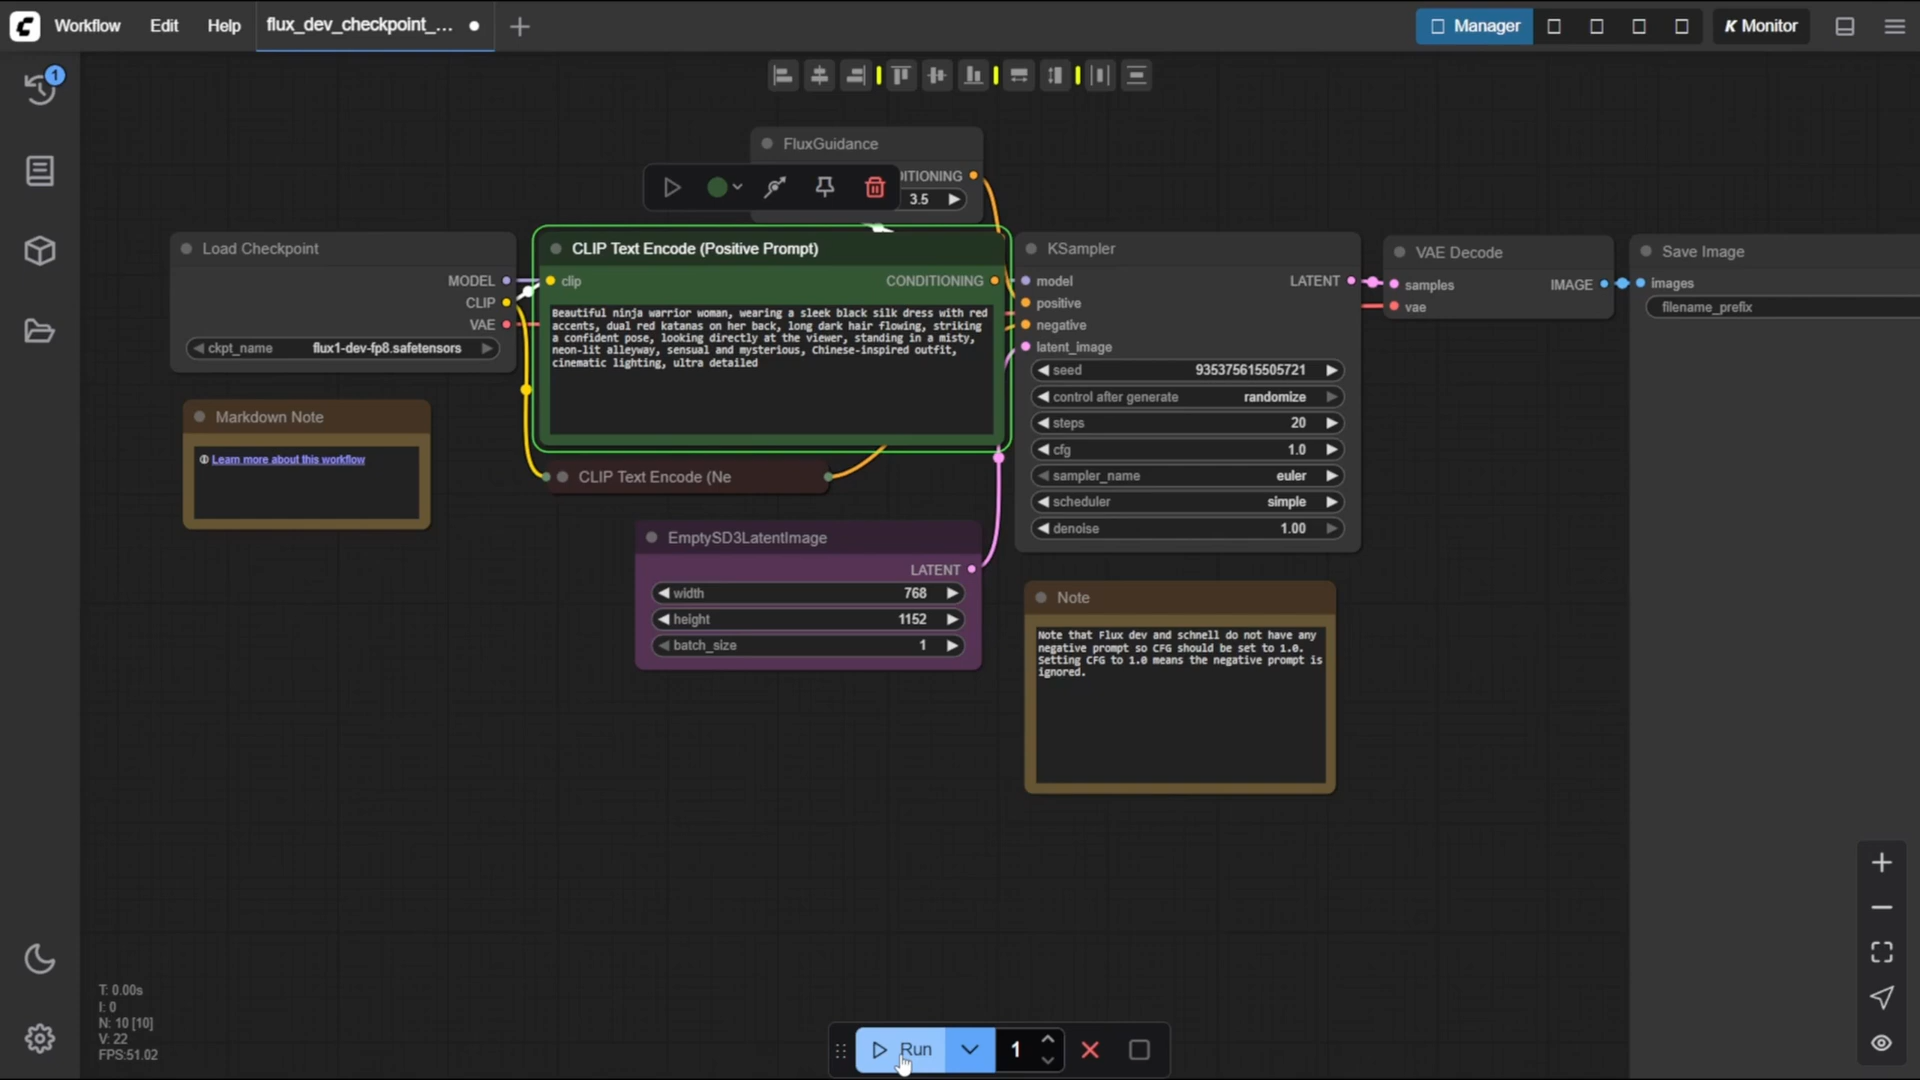 Workflow
Edit
Help
flux_dev_checkpoint_...
Manager
K Monitor
1
FluxGuidance
DITIONING
3.5
Load Checkpoint
MODEL
CLIP
VAE
ckpt_name flux1-dev-fp8.safetensors
CLIP Text Encode (Positive Prompt)
clip
CONDITIONING
Beautiful ninja warrior woman, wearing a sleek black silk dress with red
accents, dual red katanas on her back, long dark hair flowing, striking
a confident pose, looking directly at the viewer, standing in a misty,
neon-lit alleyway, sensual and mysterious, Chinese-inspired outfit,
cinematic lighting, ultra detailed
KSampler
model
LATENT
positive
negative
latent_image
seed 935375615505721
control after generate randomize
steps 20
cfg 1.0
sampler_name euler
scheduler simple
denoise 1.00
VAE Decode
samples
IMAGE
vae
Save Image
images
filename_prefix
Markdown Note
Learn more about this workflow
CLIP Text Encode (Ne
EmptySD3LatentImage
LATENT
width 768
height 1152
batch_size 1
Note
Note that Flux dev and schnell do not have any
negative prompt so CFG should be set to 1.0.
Setting CFG to 1.0 means the negative prompt is
ignored.
T: 0.00s
I: 0
N: 10 [10]
V: 22
FPS:51.02
Run
1